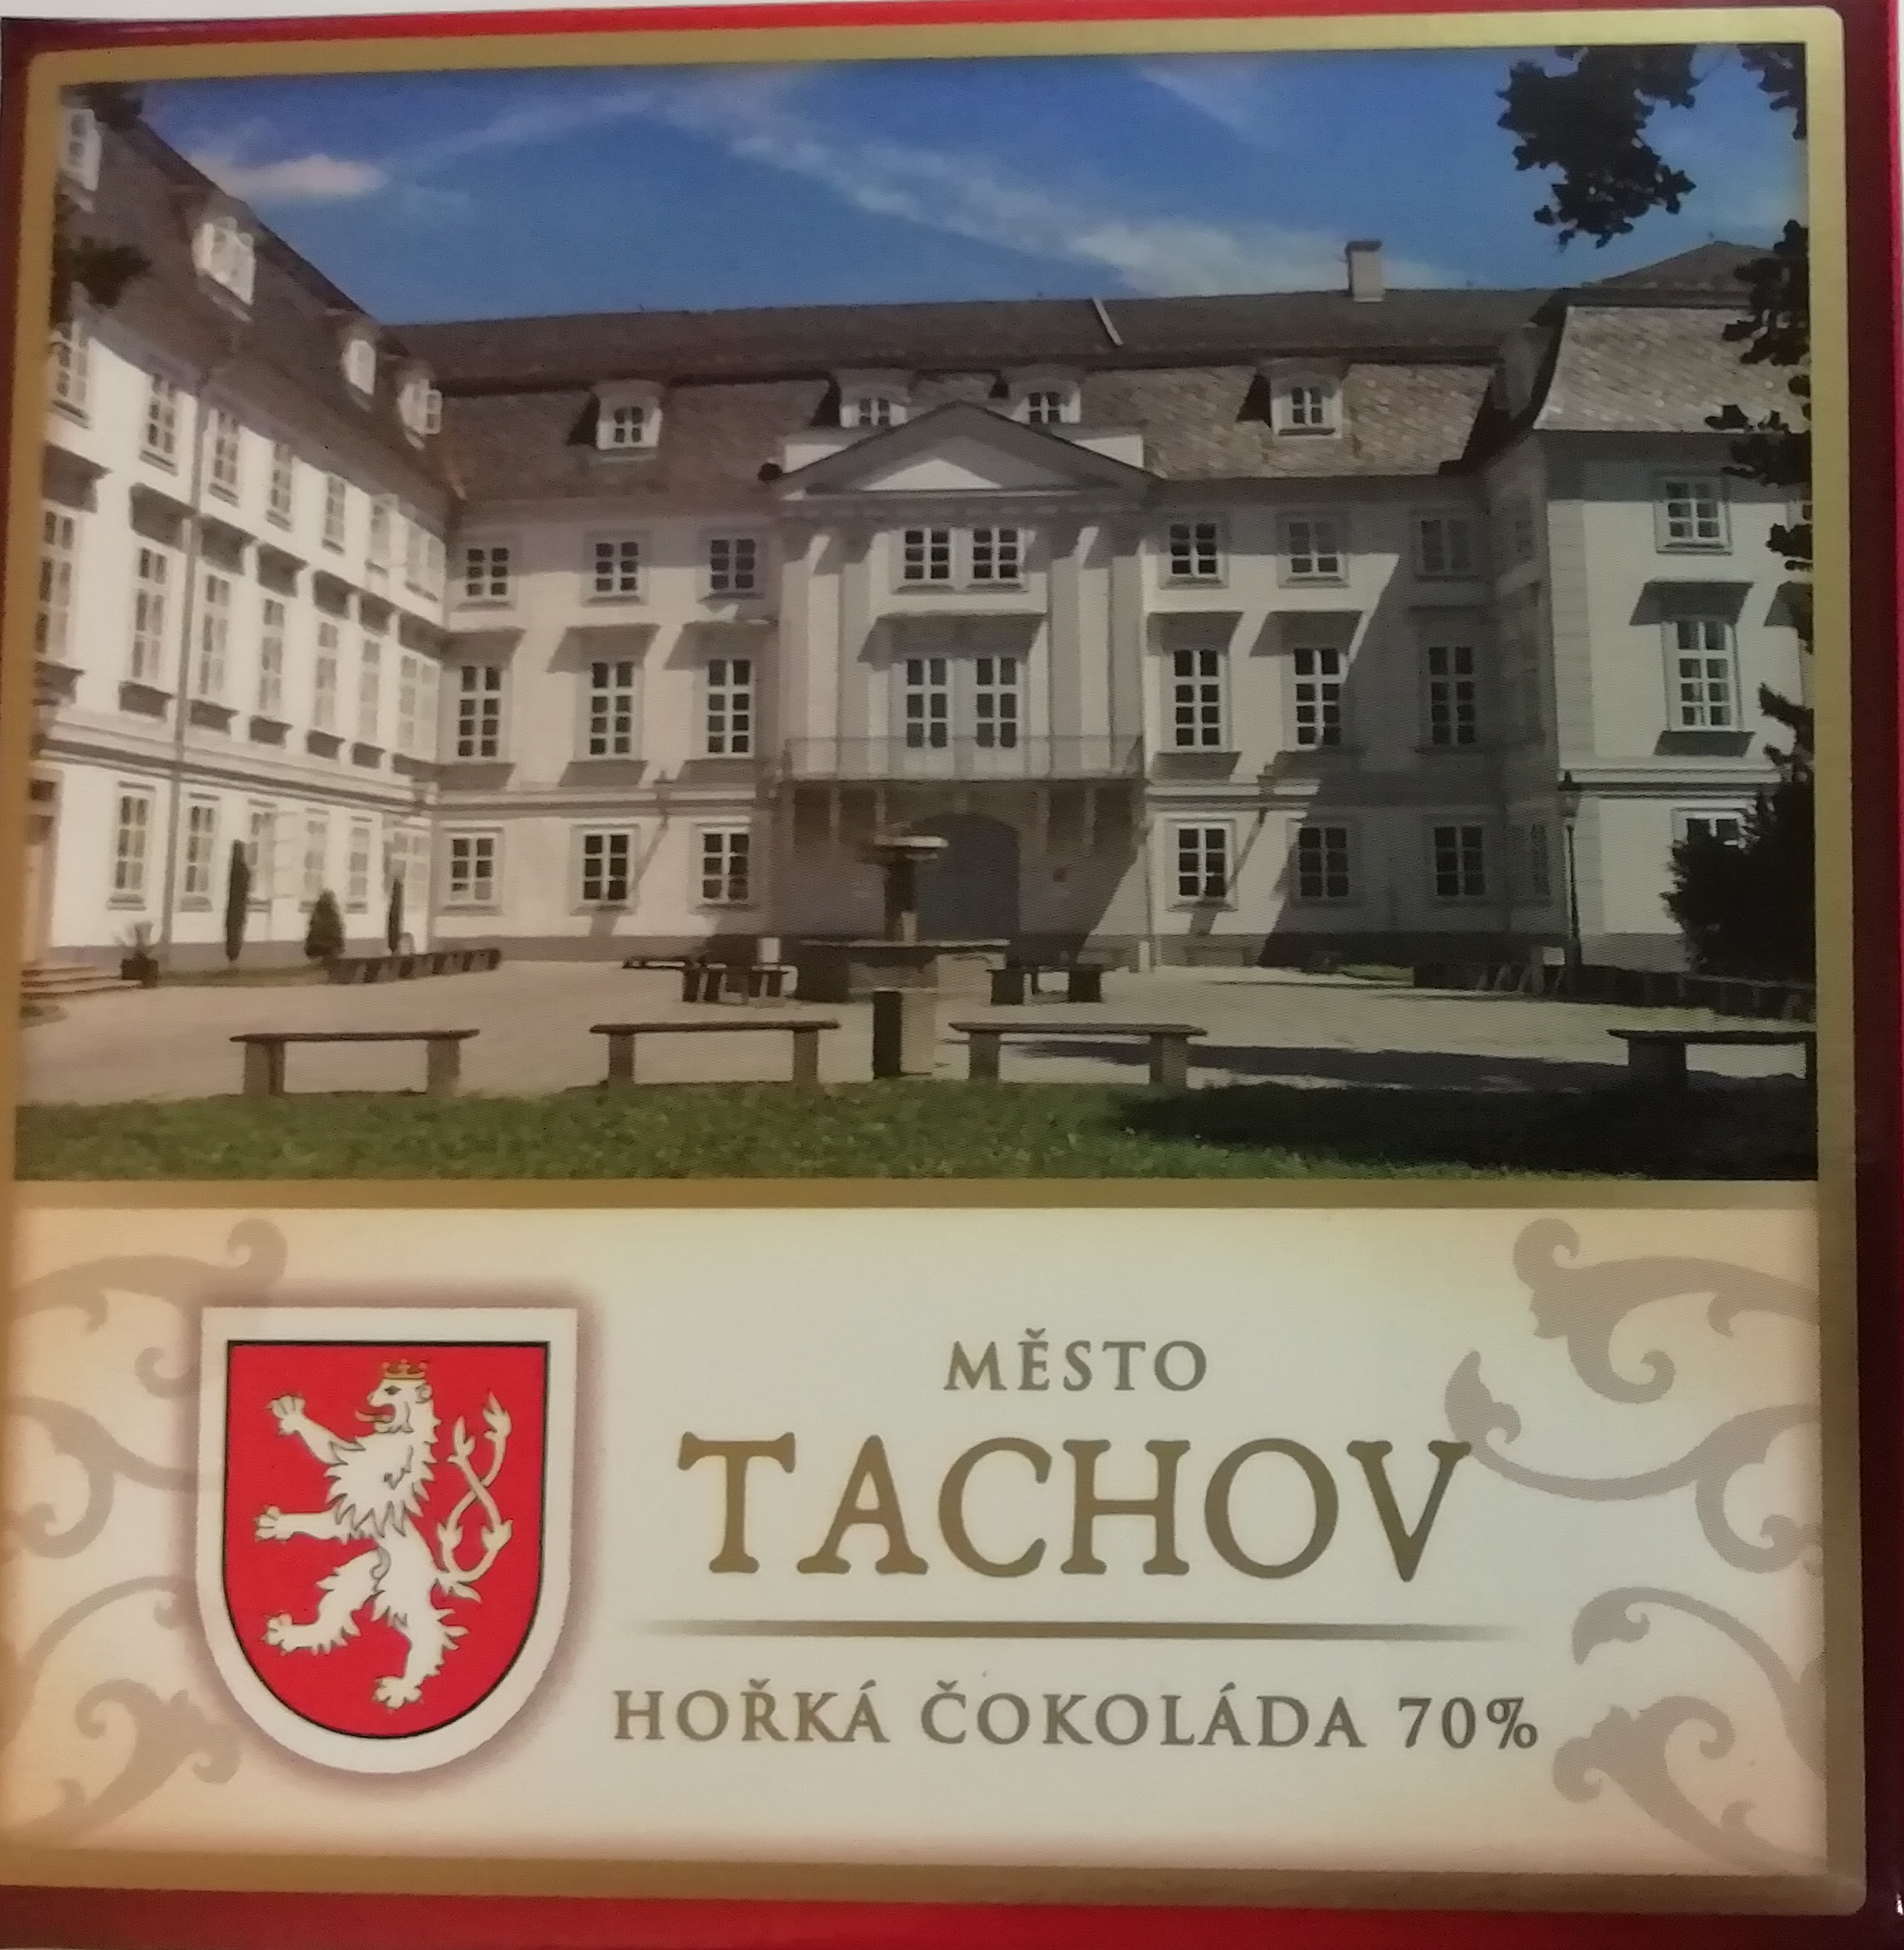 MĚSTO
TACHOV
HOŘKÁ ČOKOLÁDA 70%